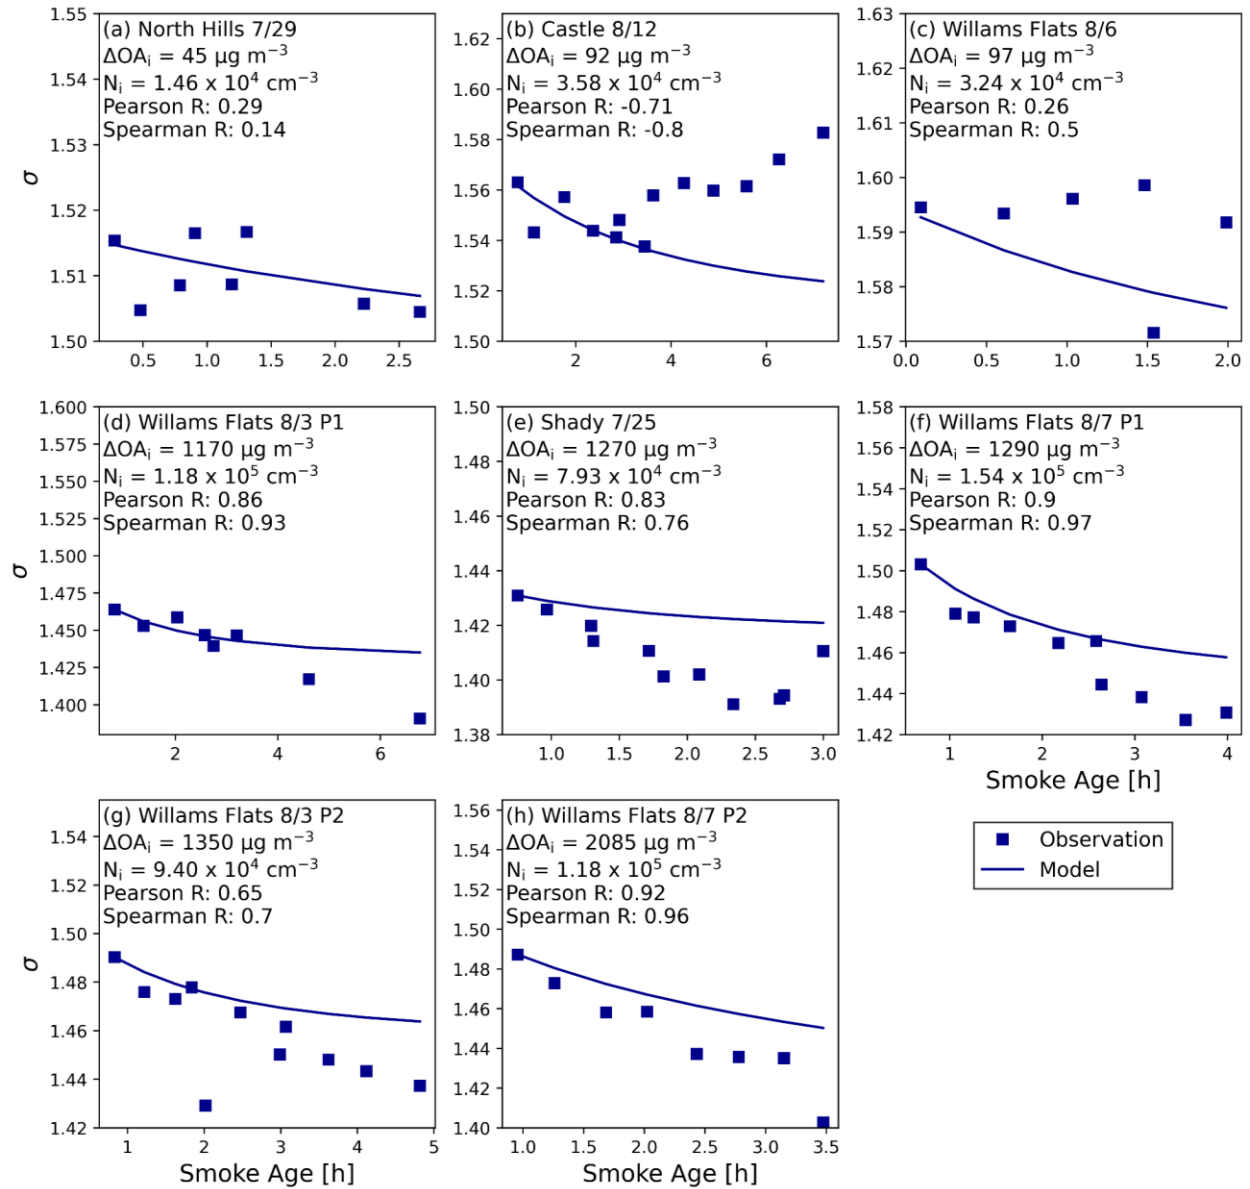 (a) North Hills 7/29
ΔOAᵢ = 45 μg m⁻³
Nᵢ = 1.46 x 10⁴ cm⁻³
Pearson R: 0.29
Spearman R: 0.14
σ
1.55
1.54
1.53
1.52
1.51
1.50
0.5
1.0
1.5
2.0
2.5
(b) Castle 8/12
ΔOAᵢ = 92 μg m⁻³
Nᵢ = 3.58 x 10⁴ cm⁻³
Pearson R: -0.71
Spearman R: -0.8
1.62
1.60
1.58
1.56
1.54
1.52
1.50
2
4
6
(c) Willams Flats 8/6
ΔOAᵢ = 97 μg m⁻³
Nᵢ = 3.24 x 10⁴ cm⁻³
Pearson R: 0.26
Spearman R: 0.5
1.63
1.62
1.61
1.60
1.59
1.58
1.57
0.0
0.5
1.0
1.5
2.0
(d) Willams Flats 8/3 P1
ΔOAᵢ = 1170 μg m⁻³
Nᵢ = 1.18 x 10⁵ cm⁻³
Pearson R: 0.86
Spearman R: 0.93
σ
1.600
1.575
1.550
1.525
1.500
1.475
1.450
1.425
1.400
2
4
6
(e) Shady 7/25
ΔOAᵢ = 1270 μg m⁻³
Nᵢ = 7.93 x 10⁴ cm⁻³
Pearson R: 0.83
Spearman R: 0.76
1.50
1.48
1.46
1.44
1.42
1.40
1.38
1.0
1.5
2.0
2.5
3.0
(f) Willams Flats 8/7 P1
ΔOAᵢ = 1290 μg m⁻³
Nᵢ = 1.54 x 10⁵ cm⁻³
Pearson R: 0.9
Spearman R: 0.97
1.58
1.56
1.54
1.52
1.50
1.48
1.46
1.44
1.42
1
2
3
4
Smoke Age [h]
(g) Willams Flats 8/3 P2
ΔOAᵢ = 1350 μg m⁻³
Nᵢ = 9.40 x 10⁴ cm⁻³
Pearson R: 0.65
Spearman R: 0.7
σ
1.54
1.52
1.50
1.48
1.46
1.44
1.42
1
2
3
4
5
Smoke Age [h]
(h) Willams Flats 8/7 P2
ΔOAᵢ = 2085 μg m⁻³
Nᵢ = 1.18 x 10⁵ cm⁻³
Pearson R: 0.92
Spearman R: 0.96
1.56
1.54
1.52
1.50
1.48
1.46
1.44
1.42
1.40
1.0
1.5
2.0
2.5
3.0
3.5
Smoke Age [h]
Observation
Model